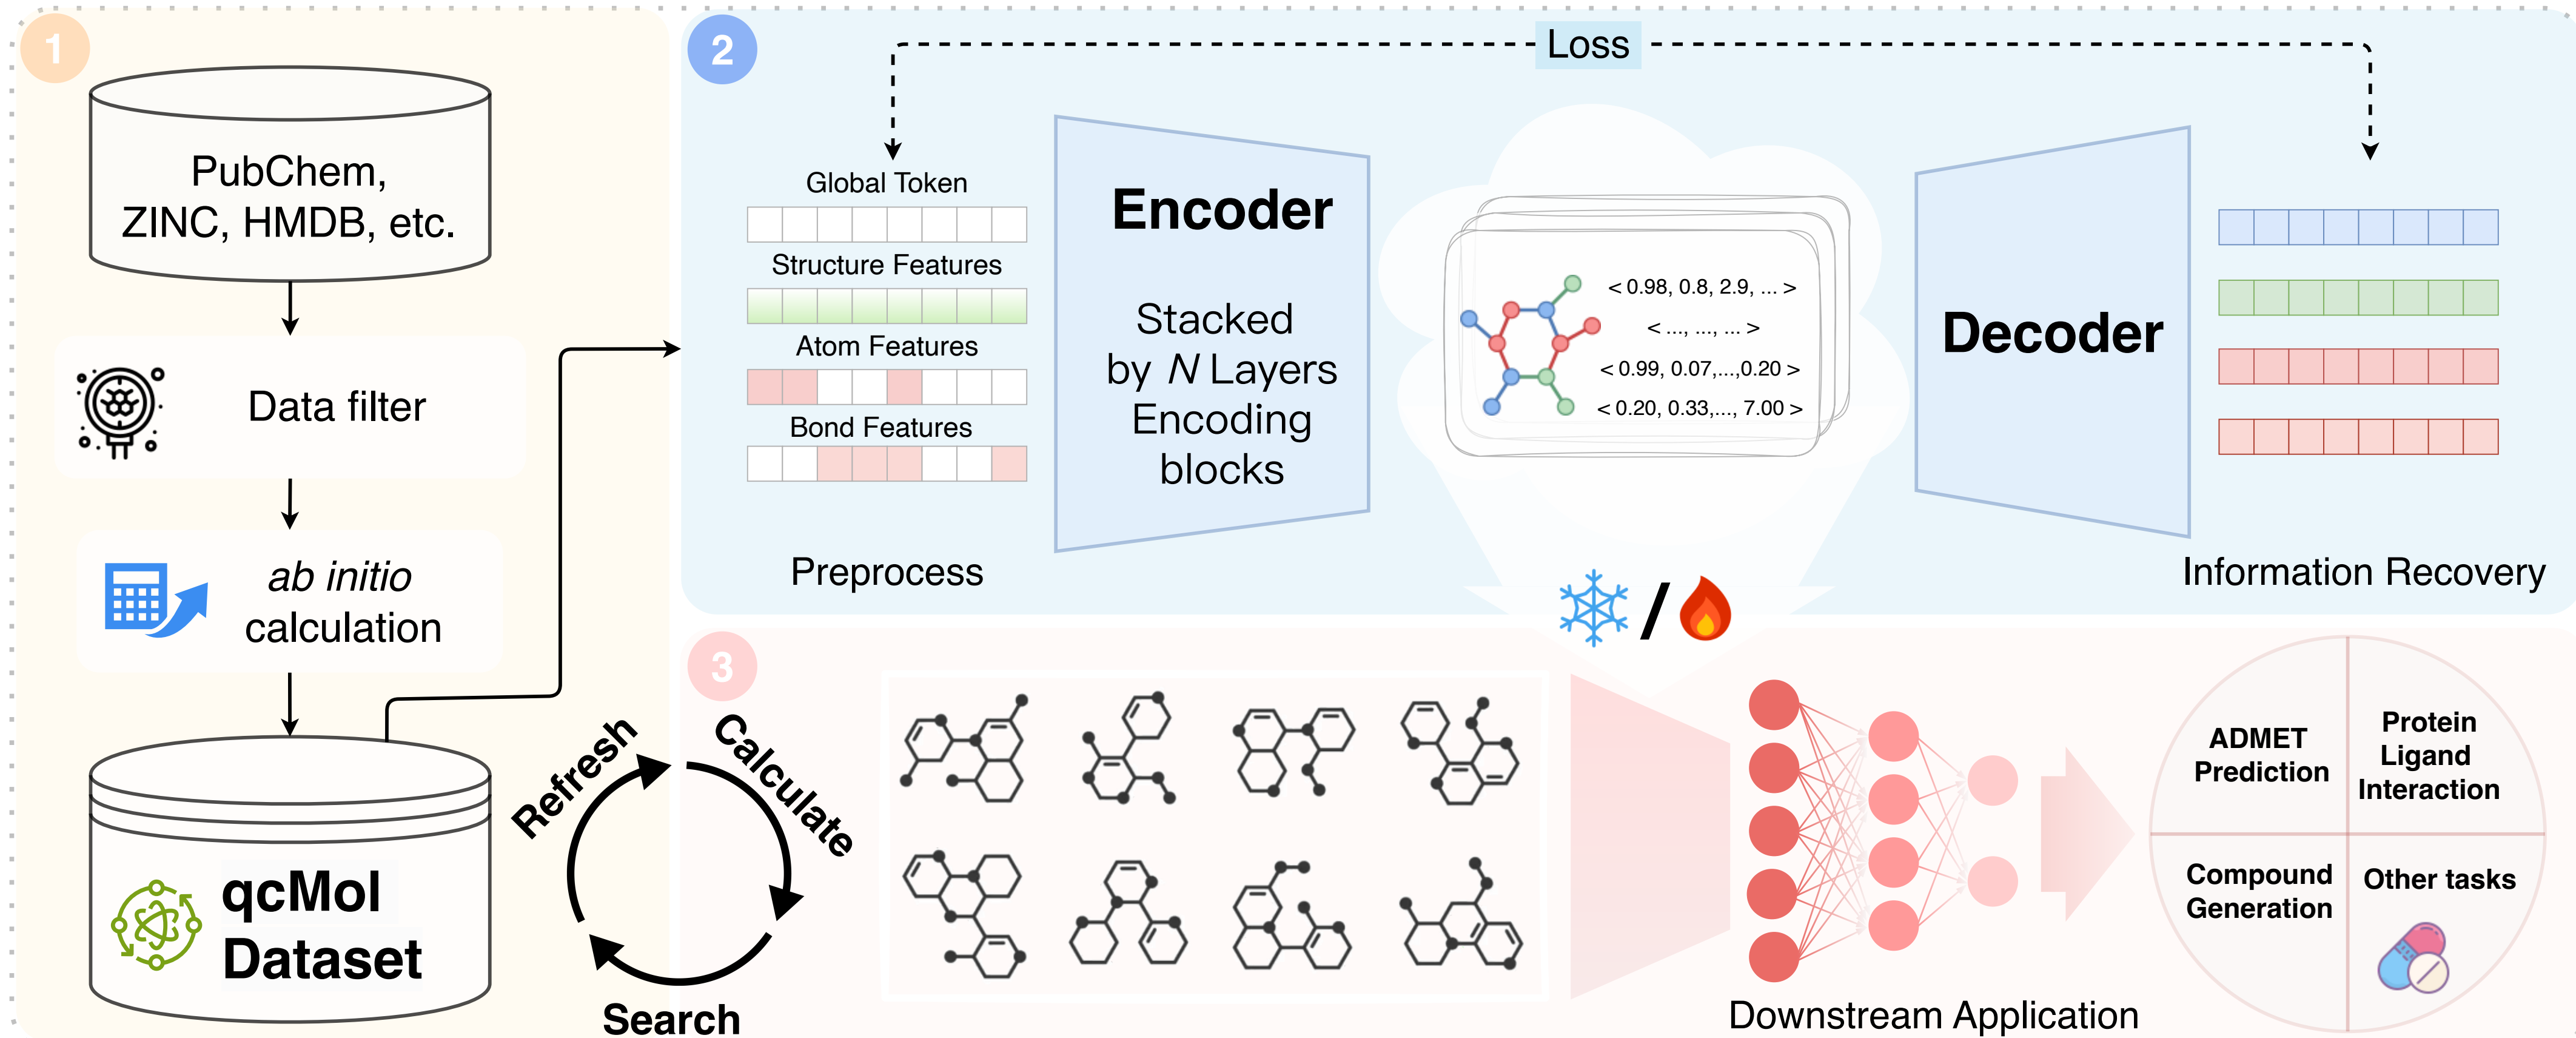 1
PubChem,
ZINC, HMDB, etc.
Data filter
ab initio
calculation
qcMol
Dataset
Refresh
Calculate
Search
2
Loss
Global Token
Structure Features
Atom Features
Bond Features
Preprocess
Encoder
Stacked
by N Layers
Encoding
blocks
< 0.98, 0.8, 2.9, ... >
< ..., ..., ... >
< 0.99, 0.07,...,0.20 >
< 0.20, 0.33,..., 7.00 >
Decoder
Information Recovery
/
3
Downstream Application
ADMET
Prediction
Protein
Ligand
Interaction
Compound
Generation
Other tasks